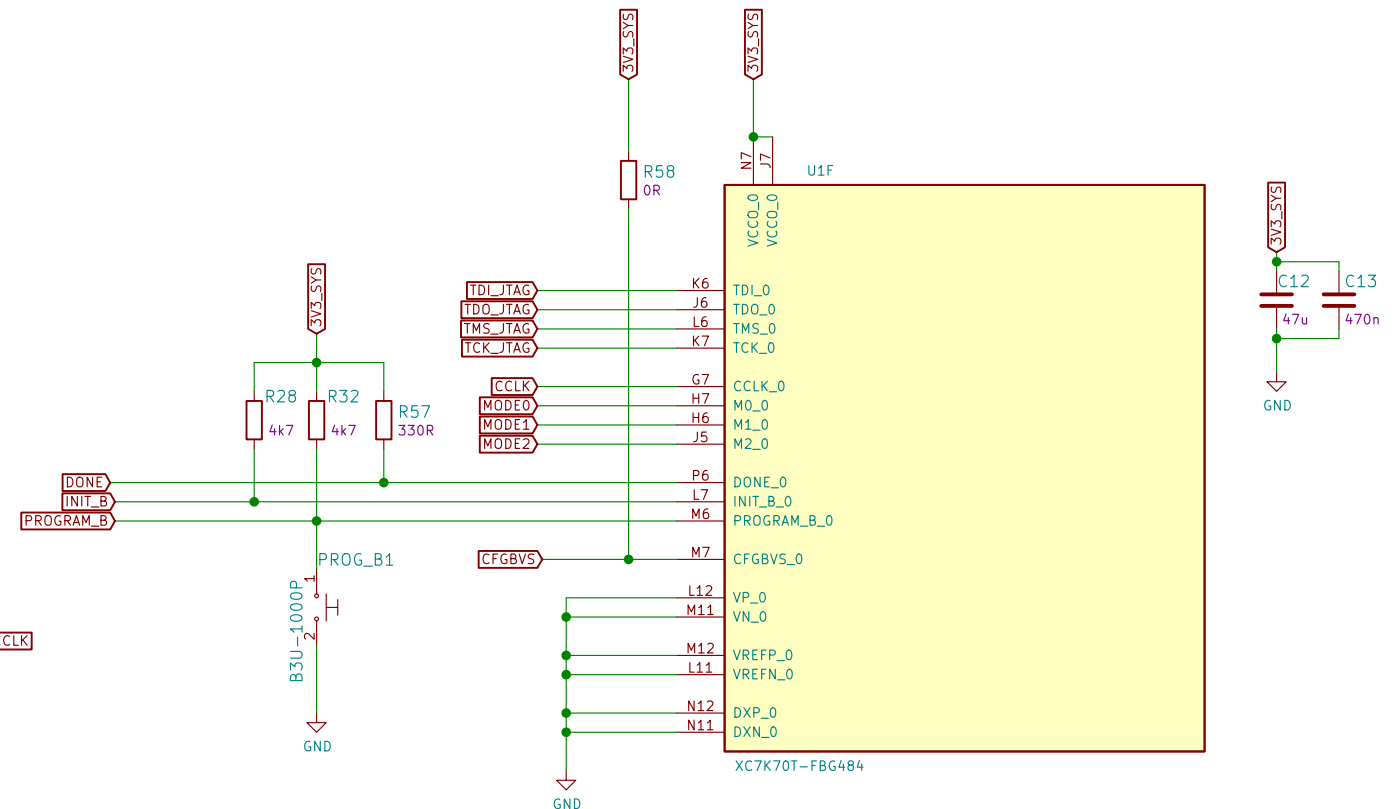 3V3_SYS
3V3_SYS
R58
0R
N7
J7
U1F
VCCO_0
VCCO_0
3V3_SYS
C12
47u
C13
470n
GND
3V3_SYS
R28
4k7
R32
4k7
R57
330R
TDI_JTAG K6 TDI_0
TDO_JTAG J6 TDO_0
TMS_JTAG L6 TMS_0
TCK_JTAG K7 TCK_0
CCLK G7 CCLK_0
MODE0 H7 M0_0
MODE1 H6 M1_0
MODE2 J5 M2_0
DONE P6 DONE_0
INIT_B L7 INIT_B_0
PROGRAM_B M6 PROGRAM_B_0
CFGBVS M7 CFGBVS_0
L12 VP_0
M11 VN_0
M12 VREFP_0
L11 VREFN_0
N12 DXP_0
N11 DXN_0
PROG_B1
1
2
B3U-1000P
CCLK
GND
GND
XC7K70T-FBG484